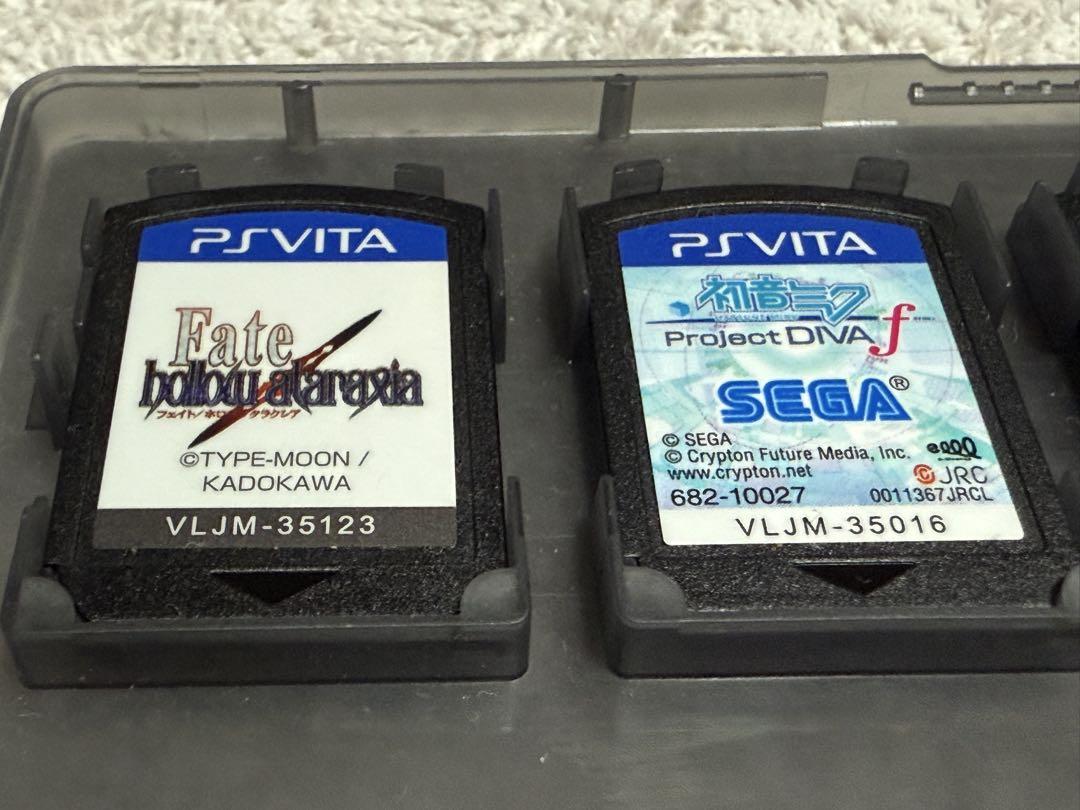 PSVITA
Fate
hollow ataraxia
フェイト/ホロウ アタラクシア
©TYPE-MOON /
KADOKAWA
VLJM-35123
PSVITA
初音ミク
Project DIVA f
SEGA®
© SEGA
© Crypton Future Media, Inc.
www.crypton.net
JRC
682-10027
0011367JRCL
VLJM-35016